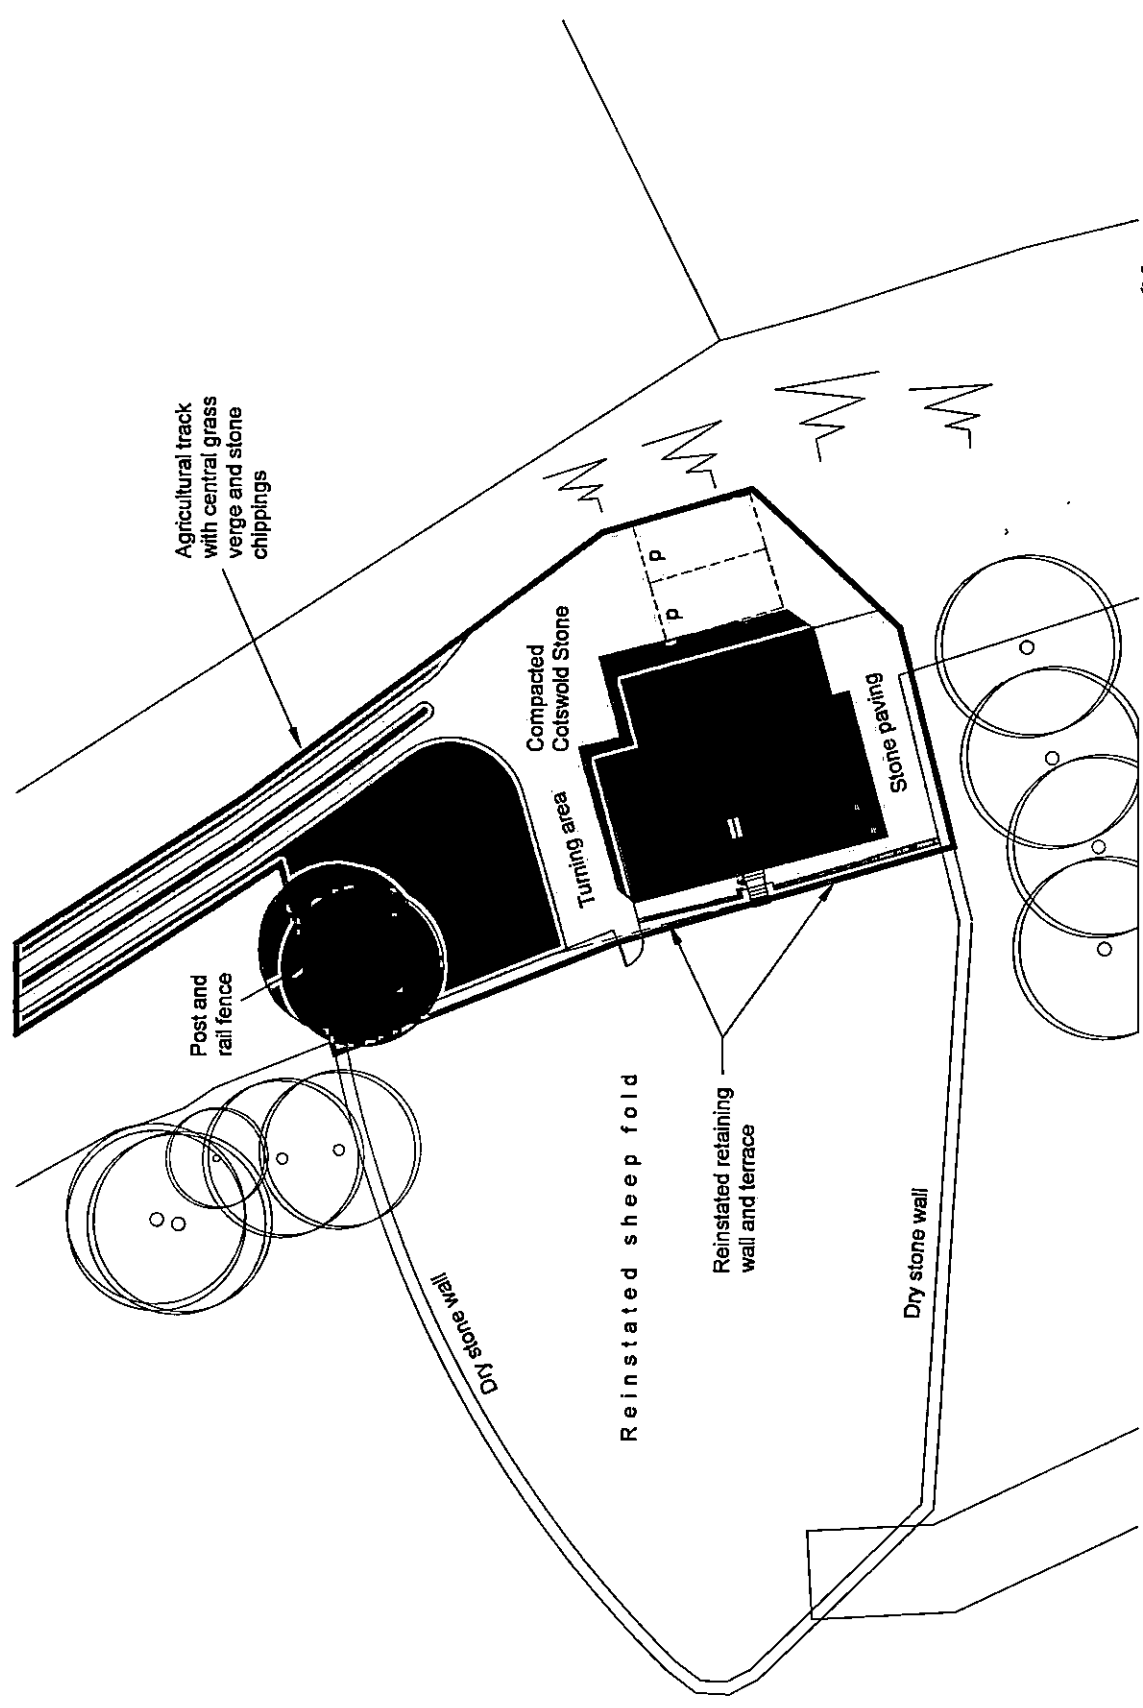 Agricultural track
with central grass
verge and stone
chippings
Post and
rail fence
Compacted
Cotswold Stone
Turning area
P
P
Stone paving
Reinstated sheep fold
Reinstated retaining
wall and terrace
Dry stone wall
Dry stone wall